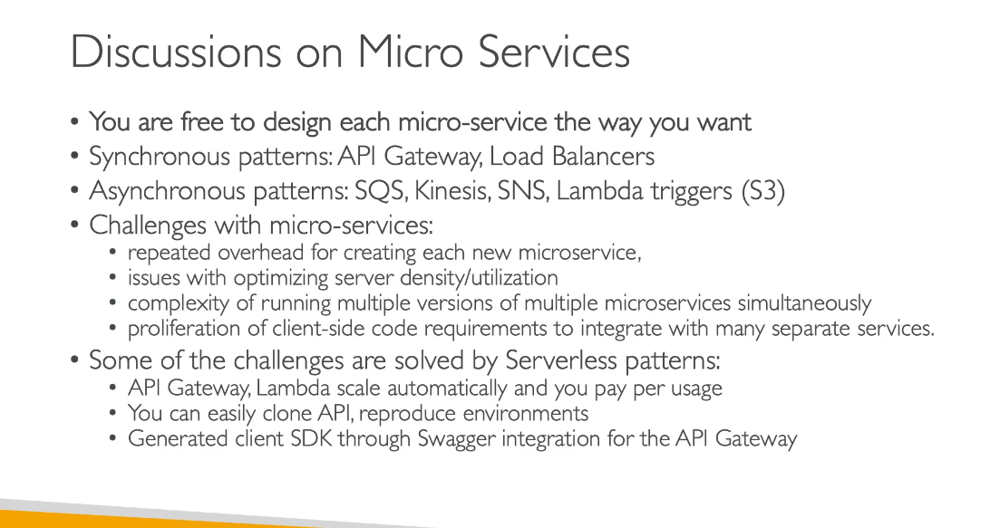 Discussions on Micro Services
• You are free to design each micro-service the way you want
• Synchronous patterns: API Gateway, Load Balancers
• Asynchronous patterns: SQS, Kinesis, SNS, Lambda triggers (S3)
• Challenges with micro-services:
• repeated overhead for creating each new microservice,
• issues with optimizing server density/utilization
• complexity of running multiple versions of multiple microservices simultaneously
• proliferation of client-side code requirements to integrate with many separate services.
• Some of the challenges are solved by Serverless patterns:
• API Gateway, Lambda scale automatically and you pay per usage
• You can easily clone API, reproduce environments
• Generated client SDK through Swagger integration for the API Gateway